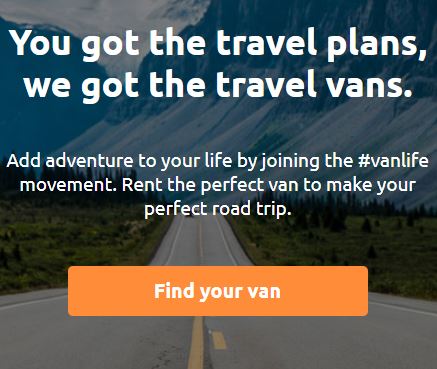 You got the travel plans,
we got the travel vans.
Add adventure to your life by joining the #vanlife
movement. Rent the perfect van to make your
perfect road trip.
Find your van